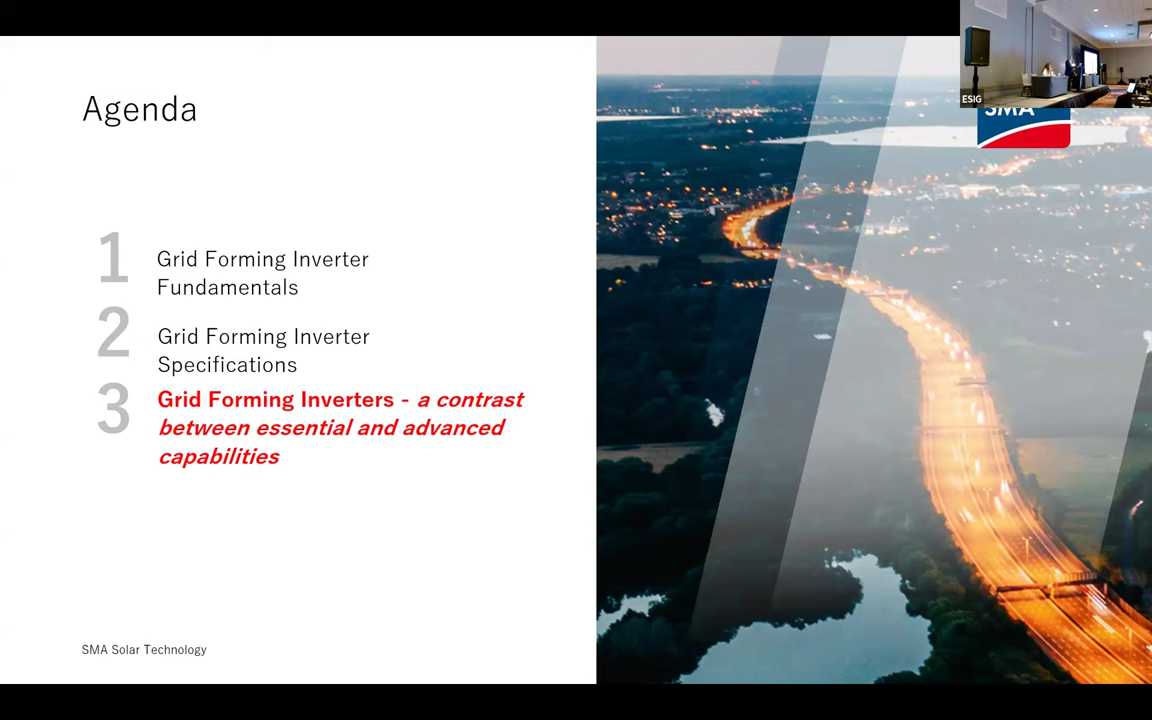 Agenda
1
Grid Forming Inverter
Fundamentals
2
Grid Forming Inverter
Specifications
3
Grid Forming Inverters - a contrast
between essential and advanced
capabilities
SMA Solar Technology
ESIG
SMA